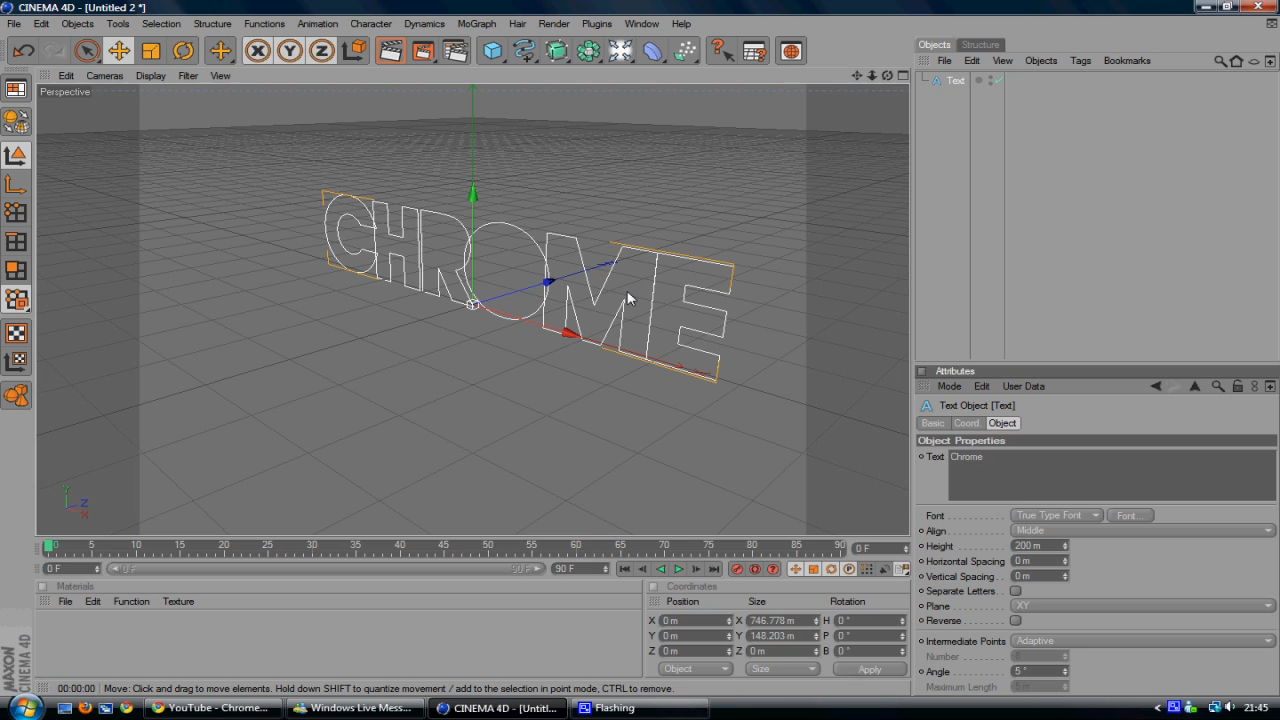 CINEMA 4D - [Untitled 2 *]
File Edit Objects Tools Selection Structure Functions Animation Character Dynamics MoGraph Hair Render Plugins Window Help
X Y Z
Objects Structure
File Edit View Objects Tags Bookmarks
A Text
Edit Cameras Display Filter View
Perspective
CHROME
Y
Z
X
Attributes
Mode Edit User Data
A Text Object [Text]
Basic Coord. Object
Object Properties
Text Chrome
Font True Type Font Font...
Align Middle
Height 200 m
Horizontal Spacing 0 m
Vertical Spacing 0 m
Separate Letters
Plane XY
Reverse
Intermediate Points Adaptive
Number
Angle 5 °
Maximum Length 5 m
0 5 10 15 20 25 30 35 40 45 50 55 60 65 70 75 80 85 90 0 F
0 F 0 F 90 F 90 F
Materials
File Edit Function Texture
Coordinates
Position Size Rotation
X 0 m X 746.778 m H 0 °
Y 0 m Y 148.203 m P 0 °
Z 0 m Z 0 m B 0 °
Object Size Apply
MAXON CINEMA 4D
00:00:00 Move: Click and drag to move elements. Hold down SHIFT to quantize movement / add to the selection in point mode, CTRL to remove.
YouTube - Chrome... Windows Live Mess... CINEMA 4D - [Untitl... Flashing 21:45